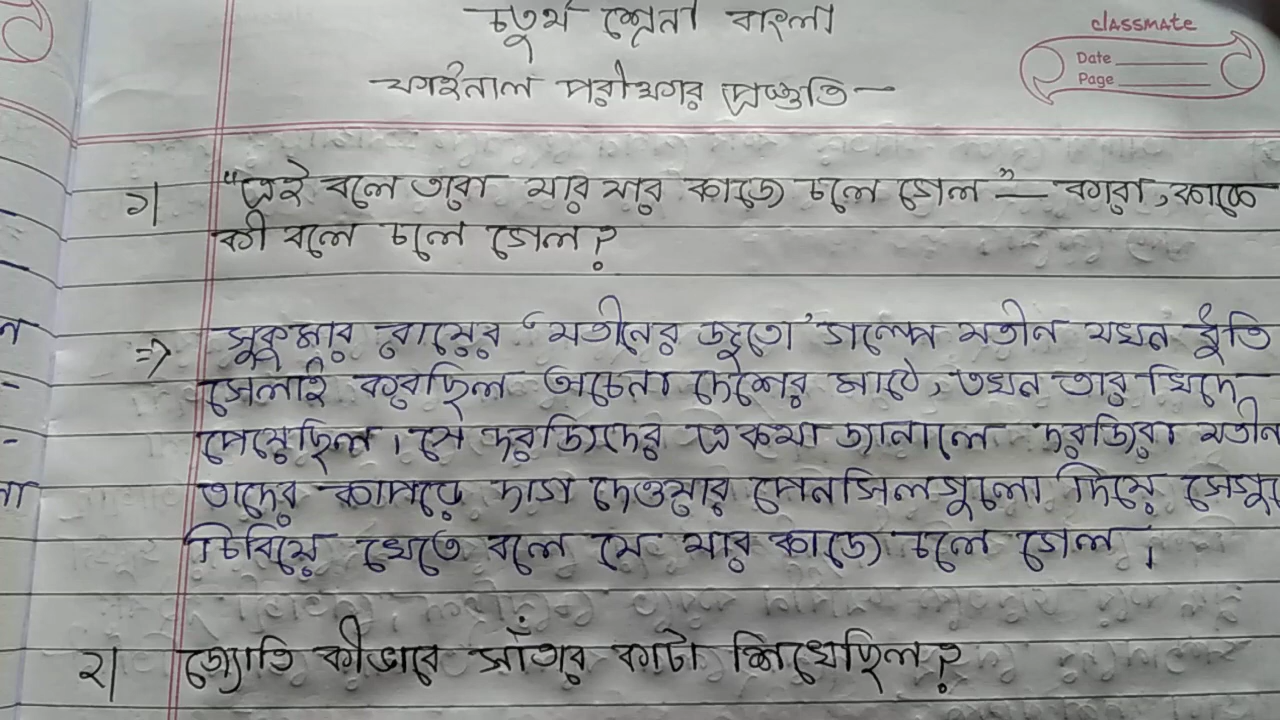 চতুর্থ শ্রেণী বাংলা
classmate
Date
Page
ফাইনাল পরীক্ষার প্রস্তুতি—
১| "এই বলে তারা যার যার কাজে চলে গেল" — কারা, কাকে
কী বলে চলে গেল?
=> সুকুমার রায়ের 'যতীনের জুতো' গল্পে যতীন যখন ধুতি
সেলাই করছিল অচেনা দেশের মাঠে, তখন তার খিদে
পেয়েছিল। সে দরজিদের একথা জানালে দরজিরা যতীন
তাদের কাপড়ে দাগ দেওয়ার পেনসিলগুলো দিয়ে সেগু
চিবিয়ে খেতে বলে যে যার কাজে চলে গেল।
২| জ্যোতি কীভাবে সাঁতার কাটা শিখেছিল?